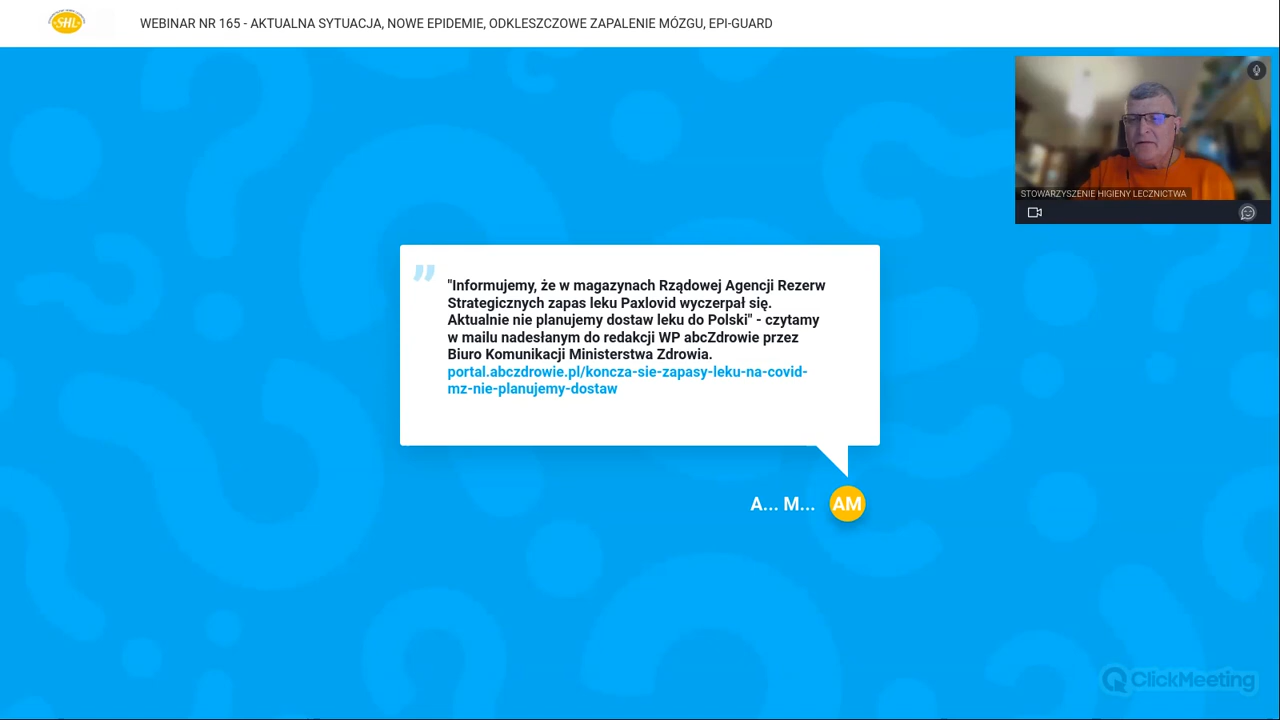 SHL
WEBINAR NR 165 - AKTUALNA SYTUACJA, NOWE EPIDEMIE, ODKLESZCZOWE ZAPALENIE MÓZGU, EPI-GUARD
STOWARZYSZENIE HIGIENY LECZNICTWA
"Informujemy, że w magazynach Rządowej Agencji Rezerw
Strategicznych zapas leku Paxlovid wyczerpał się.
Aktualnie nie planujemy dostaw leku do Polski" - czytamy
w mailu nadesłanym do redakcji WP abcZdrowie przez
Biuro Komunikacji Ministerstwa Zdrowia.
portal.abczdrowie.pl/koncza-sie-zapasy-leku-na-covid-
mz-nie-planujemy-dostaw
A... M... AM
ClickMeeting